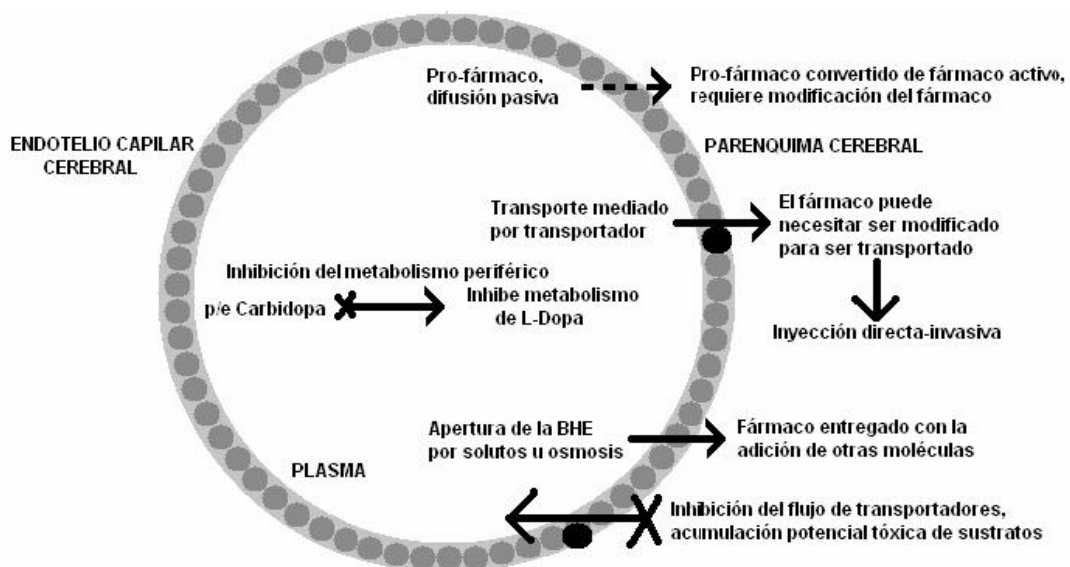 Pro-fármaco,
difusión pasiva
Pro-fármaco convertido de fármaco activo,
requiere modificación del fármaco
ENDOTELIO CAPILAR
CEREBRAL
PARENQUIMA CEREBRAL
Transporte mediado
por transportador
El fármaco puede
necesitar ser modificado
para ser transportado
Inhibición del metabolismo periférico
p/e Carbidopa
Inhibe metabolismo
de L-Dopa
Inyección directa-invasiva
Apertura de la BHE
por solutos u osmosis
Fármaco entregado con la
adición de otras moléculas
PLASMA
Inhibición del flujo de transportadores,
acumulación potencial tóxica de sustratos